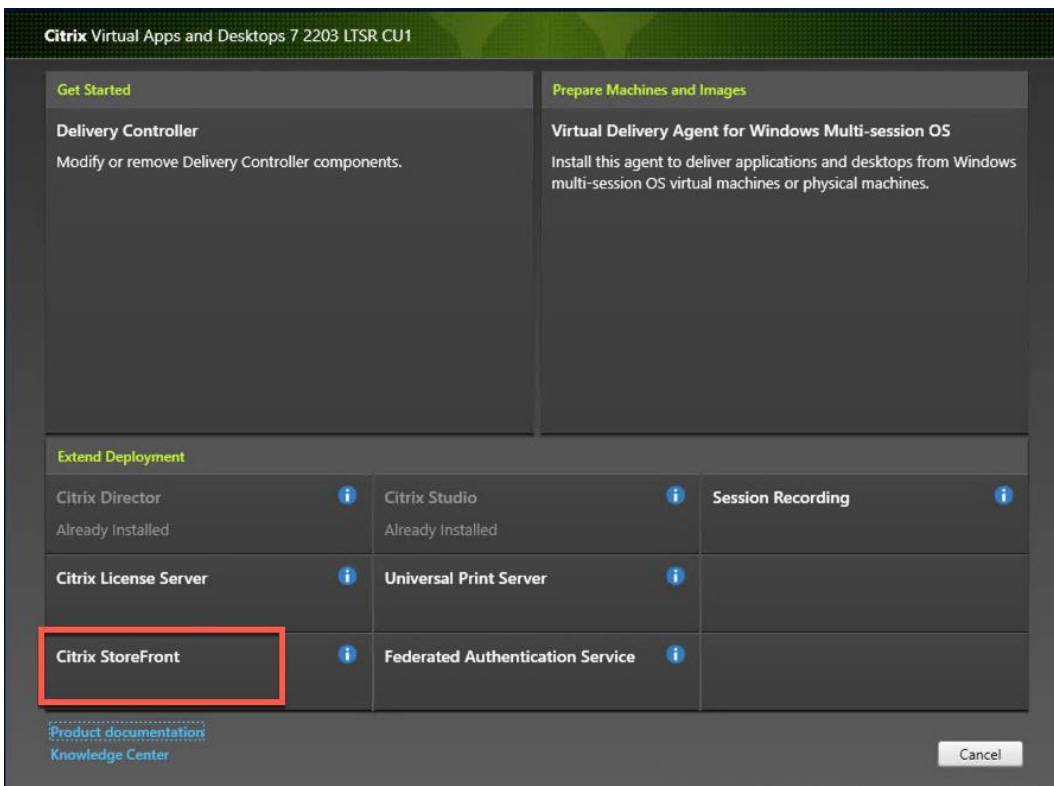 Citrix Virtual Apps and Desktops 7 2203 LTSR CU1
Get Started
Delivery Controller
Modify or remove Delivery Controller components.
Prepare Machines and Images
Virtual Delivery Agent for Windows Multi-session OS
Install this agent to deliver applications and desktops from Windows
multi-session OS virtual machines or physical machines.
Extend Deployment
Citrix Director
Already Installed
Citrix Studio
Already Installed
Session Recording
Citrix License Server
Universal Print Server
Citrix StoreFront
Federated Authentication Service
Product documentation
Knowledge Center
Cancel